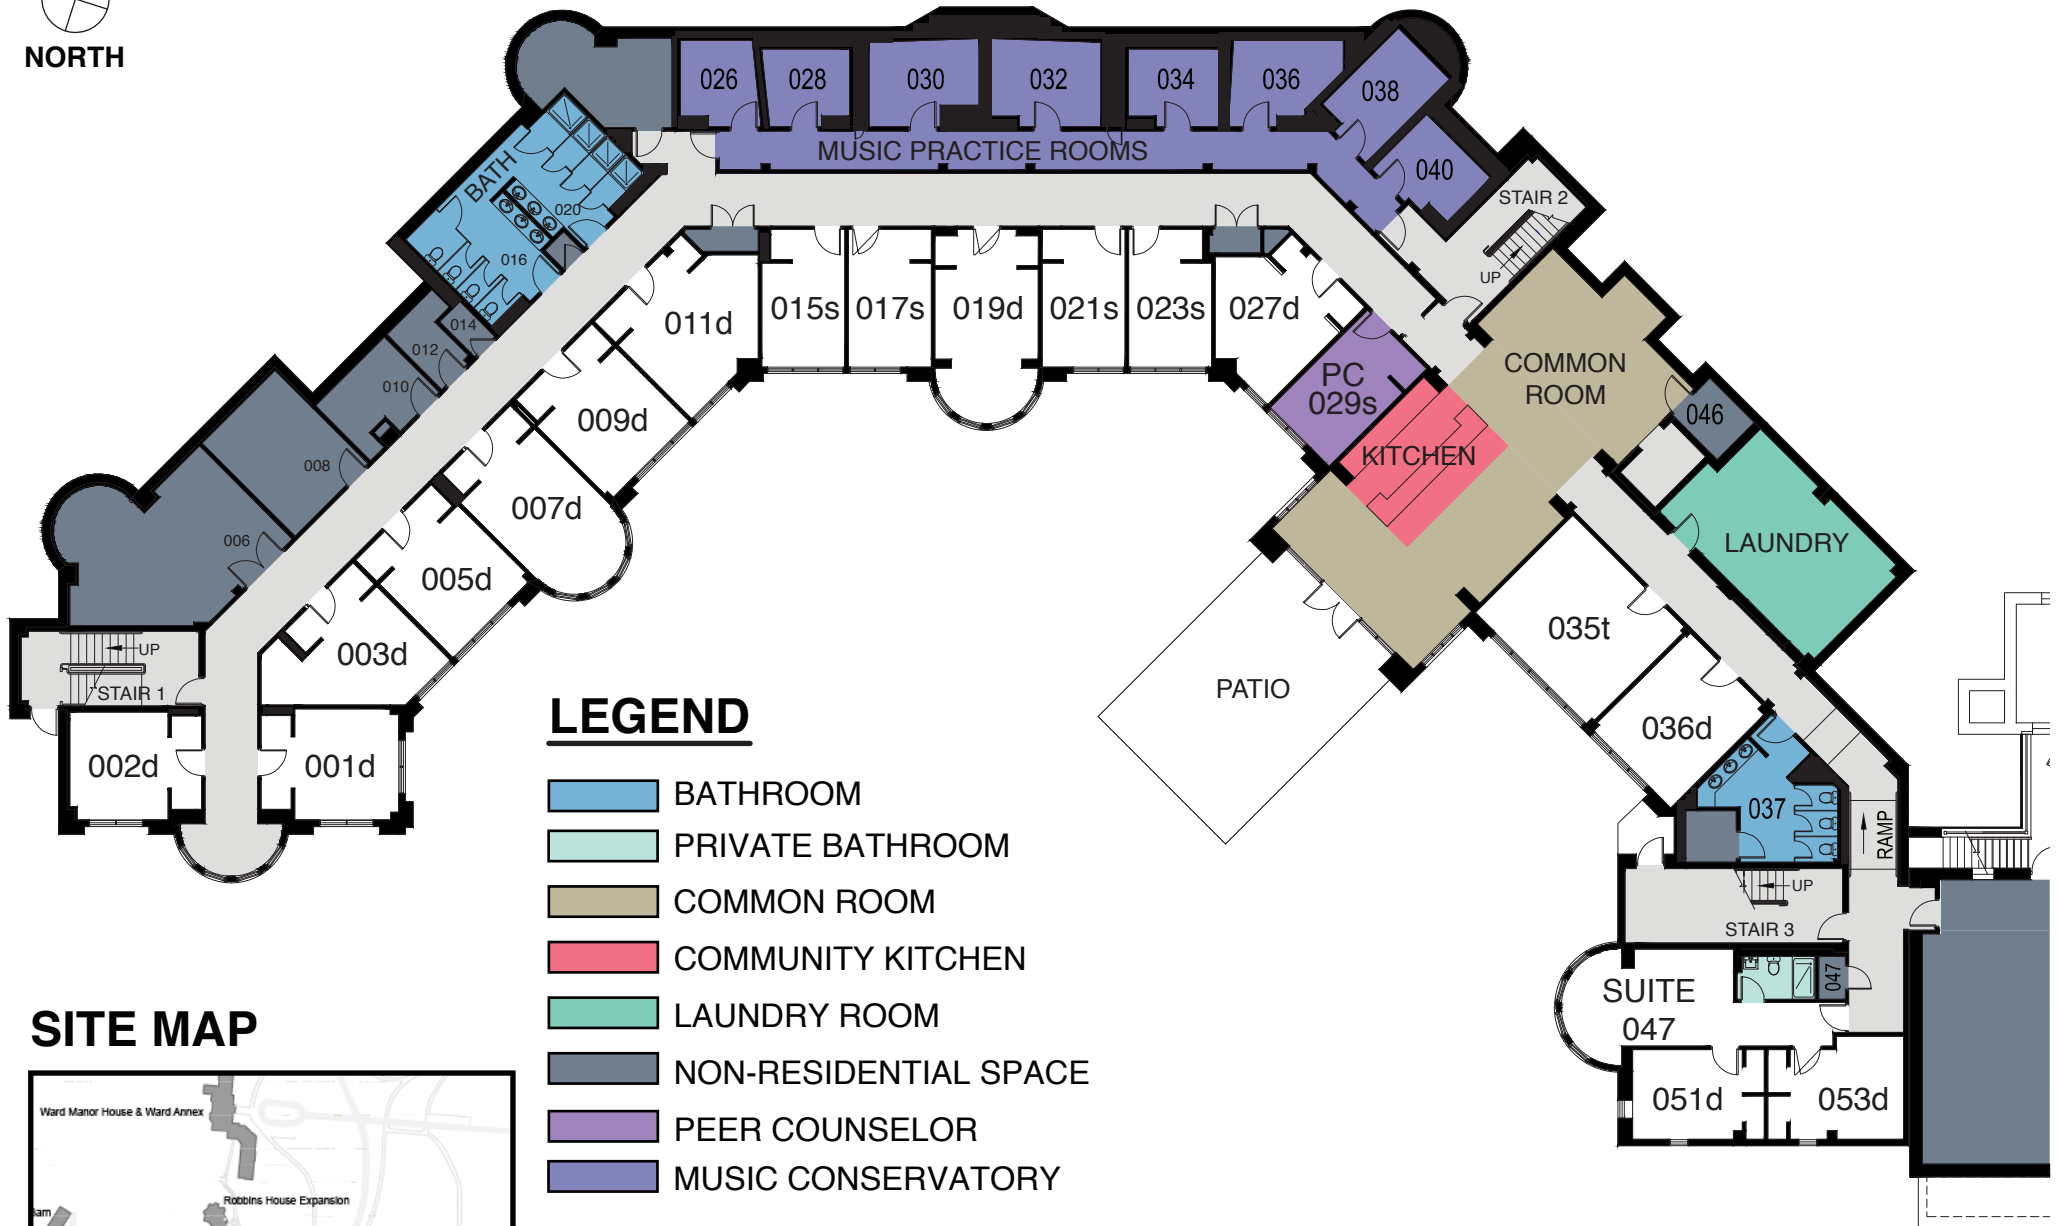 NORTH
026
028
030
032
034
036
038
040
MUSIC PRACTICE ROOMS
BATH
020
016
STAIR 2
UP
014
012
010
008
006
011d
015s
017s
019d
021s
023s
027d
009d
007d
005d
003d
PC
029s
KITCHEN
COMMON
ROOM
046
LAUNDRY
035t
036d
PATIO
UP
STAIR 1
002d
001d
037
RAMP
UP
STAIR 3
SUITE
047
047
051d
053d
LEGEND
BATHROOM
PRIVATE BATHROOM
COMMON ROOM
COMMUNITY KITCHEN
LAUNDRY ROOM
NON-RESIDENTIAL SPACE
PEER COUNSELOR
MUSIC CONSERVATORY
SITE MAP
Ward Manor House & Ward Annex
Robbins House Expansion